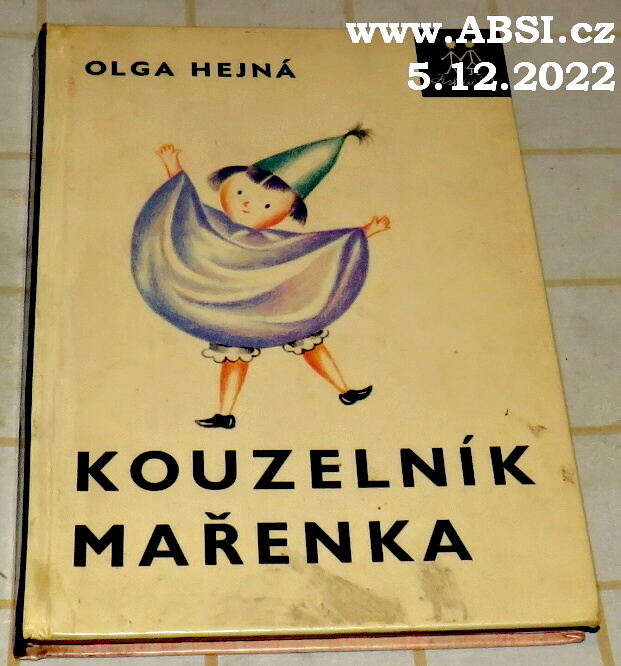 www.ABSI.cz
5.12.2022
OLGA HEJNÁ
KOUZELNÍK
MAŘENKA